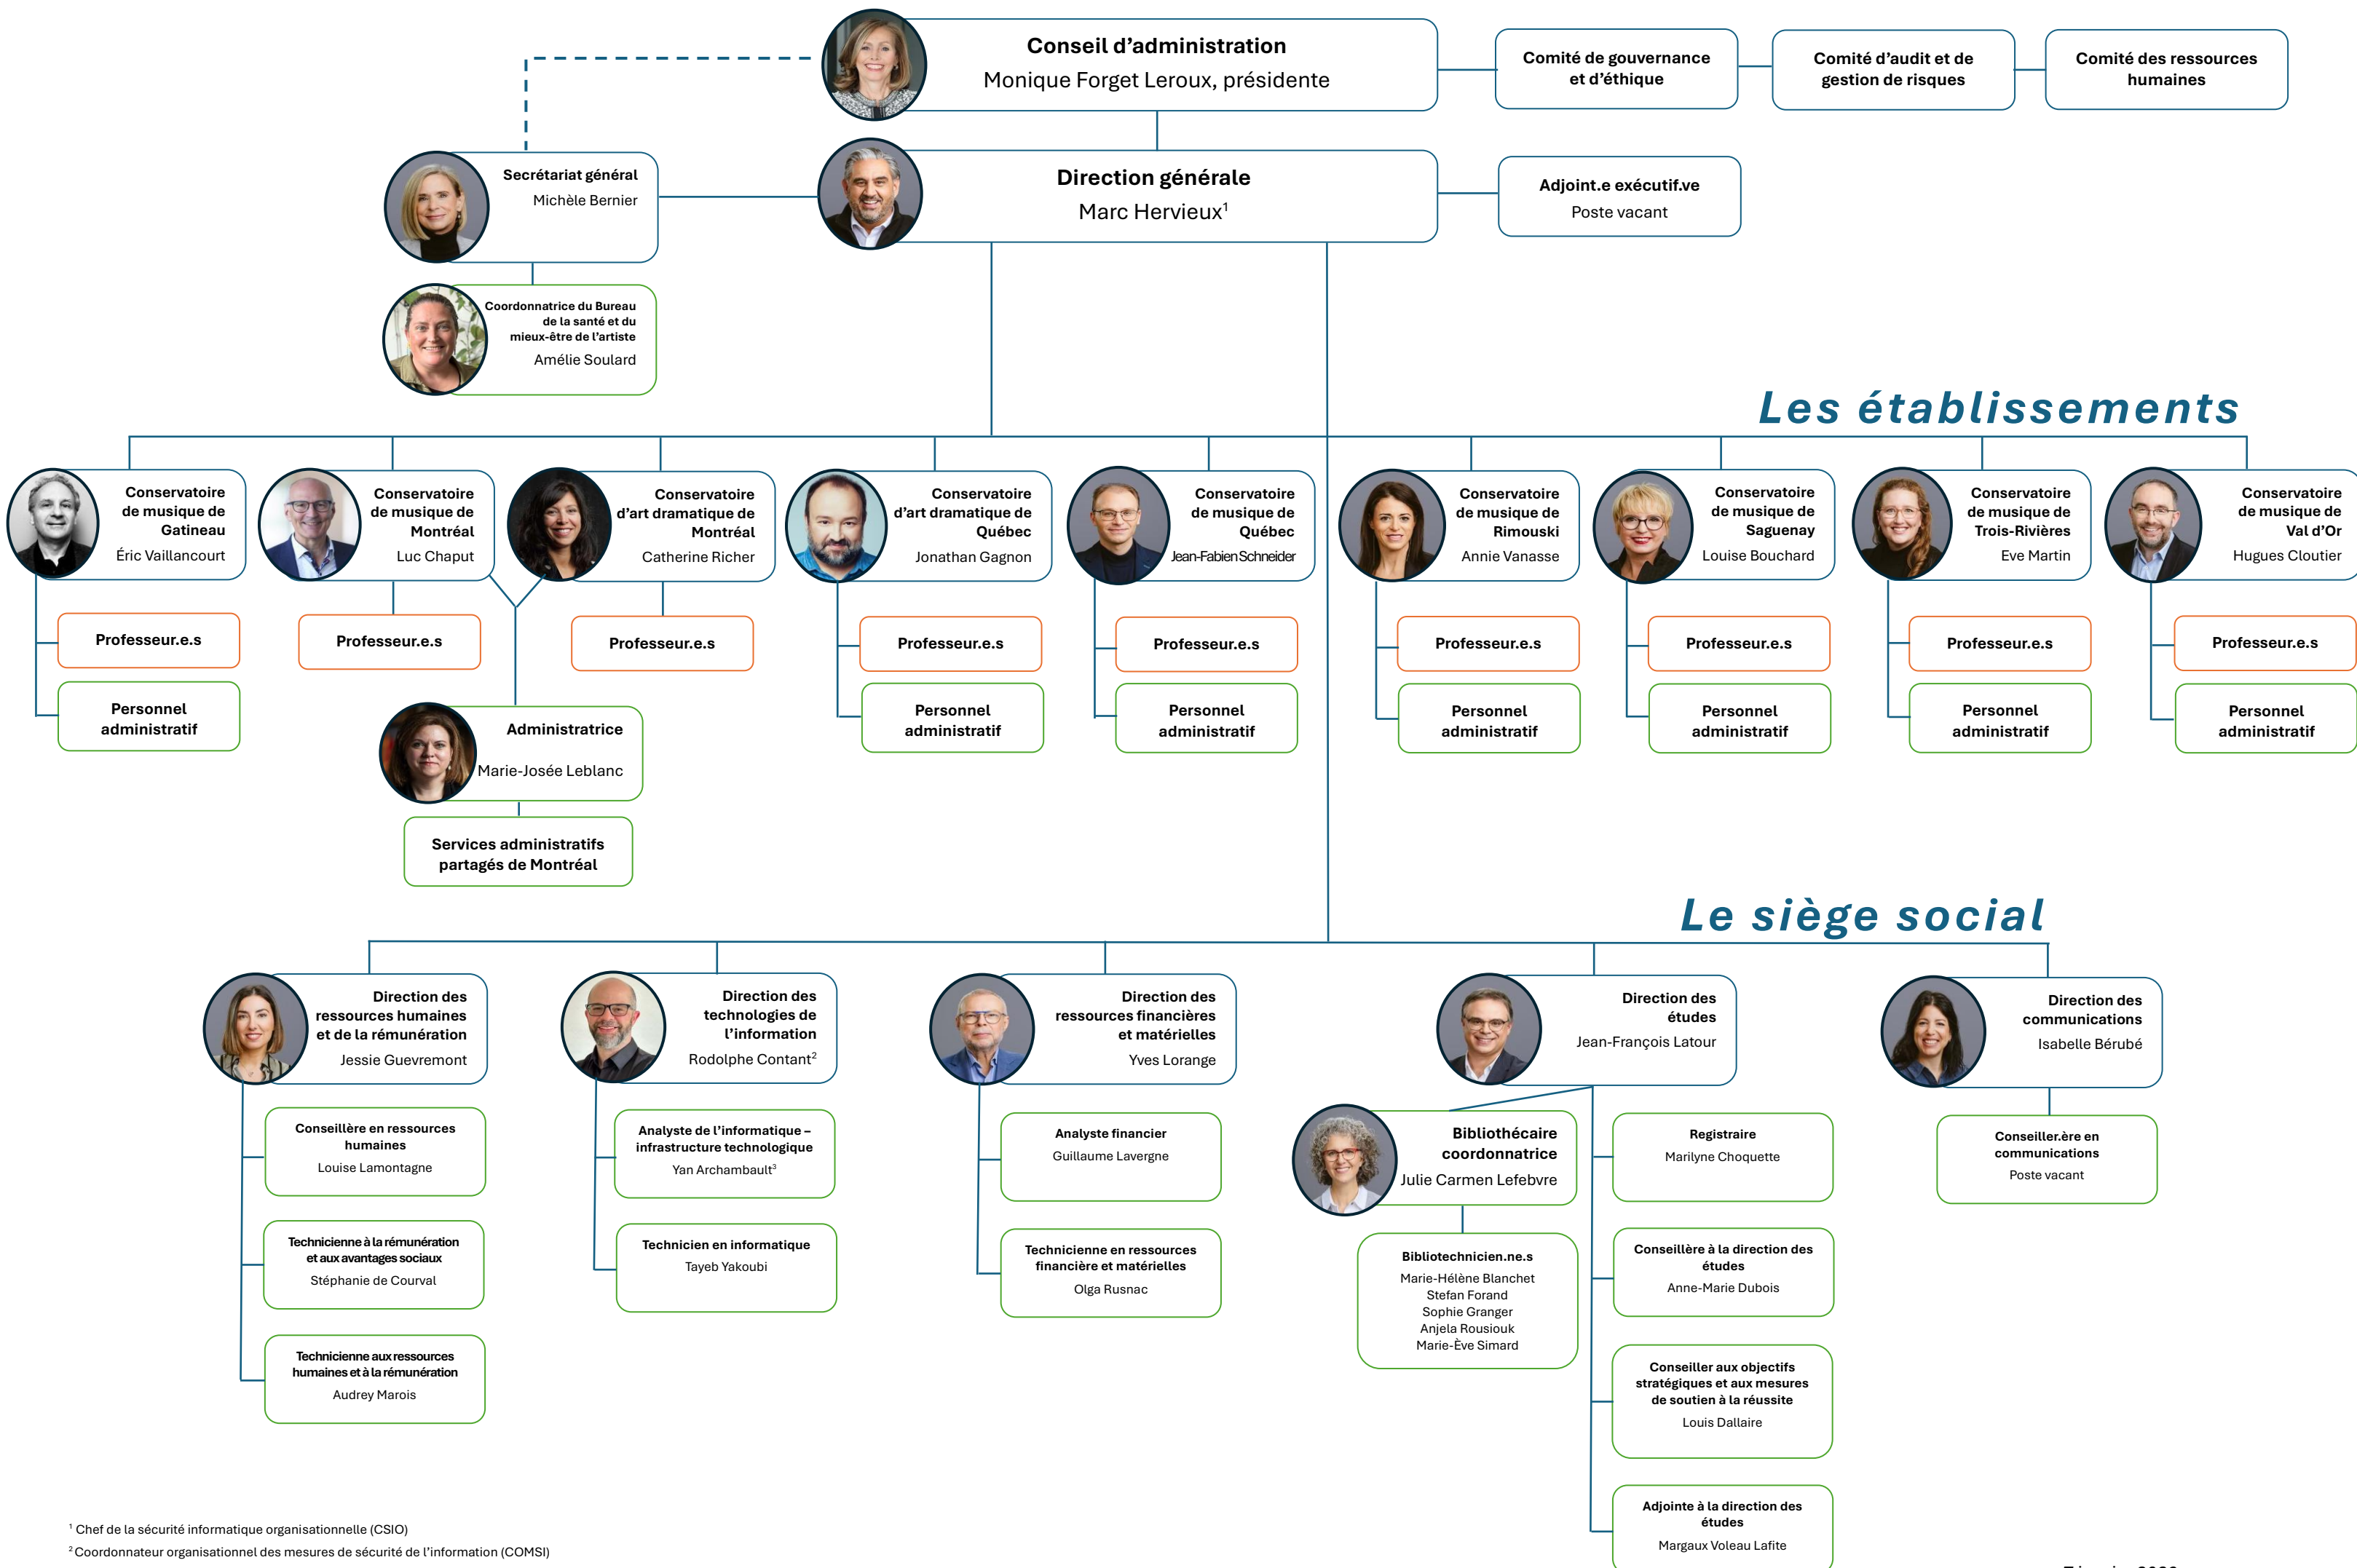 Conseil d'administration
Monique Forget Leroux, présidente
Comité de gouvernance
et d'éthique
Comité d'audit et de
gestion de risques
Comité des ressources
humaines
Secrétariat général
Michèle Bernier
Direction générale
Marc Hervieux¹
Adjoint.e exécutif.ve
Poste vacant
Coordonnatrice du Bureau
de la santé et du
mieux-être de l'artiste
Amélie Soulard
Les établissements
Conservatoire
de musique de
Gatineau
Éric Vaillancourt
Conservatoire
de musique de
Montréal
Luc Chaput
Conservatoire
d'art dramatique de
Montréal
Catherine Richer
Conservatoire
d'art dramatique de
Québec
Jonathan Gagnon
Conservatoire
de musique de
Québec
Jean-Fabien Schneider
Conservatoire
de musique de
Rimouski
Annie Vanasse
Conservatoire
de musique de
Saguenay
Louise Bouchard
Conservatoire
de musique de
Trois-Rivières
Eve Martin
Conservatoire
de musique de
Val d'Or
Hugues Cloutier
Professeur.e.s
Professeur.e.s
Professeur.e.s
Professeur.e.s
Professeur.e.s
Professeur.e.s
Professeur.e.s
Professeur.e.s
Professeur.e.s
Personnel
administratif
Administratrice
Marie-Josée Leblanc
Personnel
administratif
Personnel
administratif
Personnel
administratif
Personnel
administratif
Personnel
administratif
Personnel
administratif
Services administratifs
partagés de Montréal
Le siège social
Direction des
ressources humaines
et de la rémunération
Jessie Guevremont
Direction des
technologies de
l'information
Rodolphe Contant²
Direction des
ressources financières
et matérielles
Yves Lorange
Direction des
études
Jean-François Latour
Direction des
communications
Isabelle Bérubé
Conseillère en ressources
humaines
Louise Lamontagne
Technicienne à la rémunération
et aux avantages sociaux
Stéphanie de Courval
Technicienne aux ressources
humaines et à la rémunération
Audrey Marois
Analyste de l'informatique –
infrastructure technologique
Yan Archambault³
Technicien en informatique
Tayeb Yakoubi
Analyste financier
Guillaume Lavergne
Technicienne en ressources
financière et matérielles
Olga Rusnac
Bibliothécaire
coordonnatrice
Julie Carmen Lefebvre
Bibliotechnicien.ne.s
Marie-Hélène Blanchet
Stefan Forand
Sophie Granger
Anjela Rousiouk
Marie-Ève Simard
Registraire
Marilyne Choquette
Conseillère à la direction des
études
Anne-Marie Dubois
Conseiller aux objectifs
stratégiques et aux mesures
de soutien à la réussite
Louis Dallaire
Adjointe à la direction des
études
Margaux Voleau Lafite
Conseiller.ère en
communications
Poste vacant
¹ Chef de la sécurité informatique organisationnelle (CSIO)
² Coordonnateur organisationnel des mesures de sécurité de l'information (COMSI)